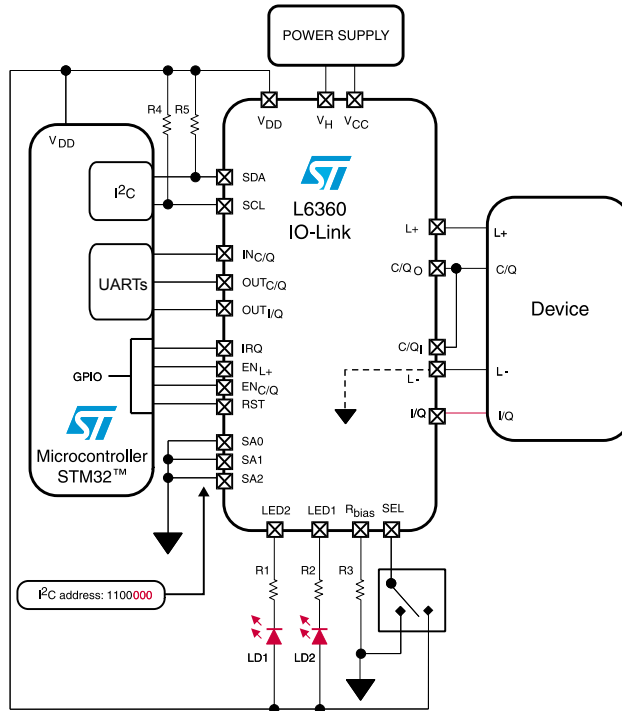 POWER SUPPLY
R4
R5
VDD
VH
VCC
VDD
I2C
SDA
SCL
ST
L6360
IO-Link
L+
L+
INC/Q
C/QO
C/Q
UARTs
OUTC/Q
OUTI/Q
Device
IRQ
C/QI
GPIO
ENL+
L-
L-
ENC/Q
RST
I/Q
I/Q
ST
Microcontroller
STM32™
SA0
SA1
SA2
LED2
LED1
Rbias
SEL
R1
R2
R3
I2C address: 1100000
LD1
LD2